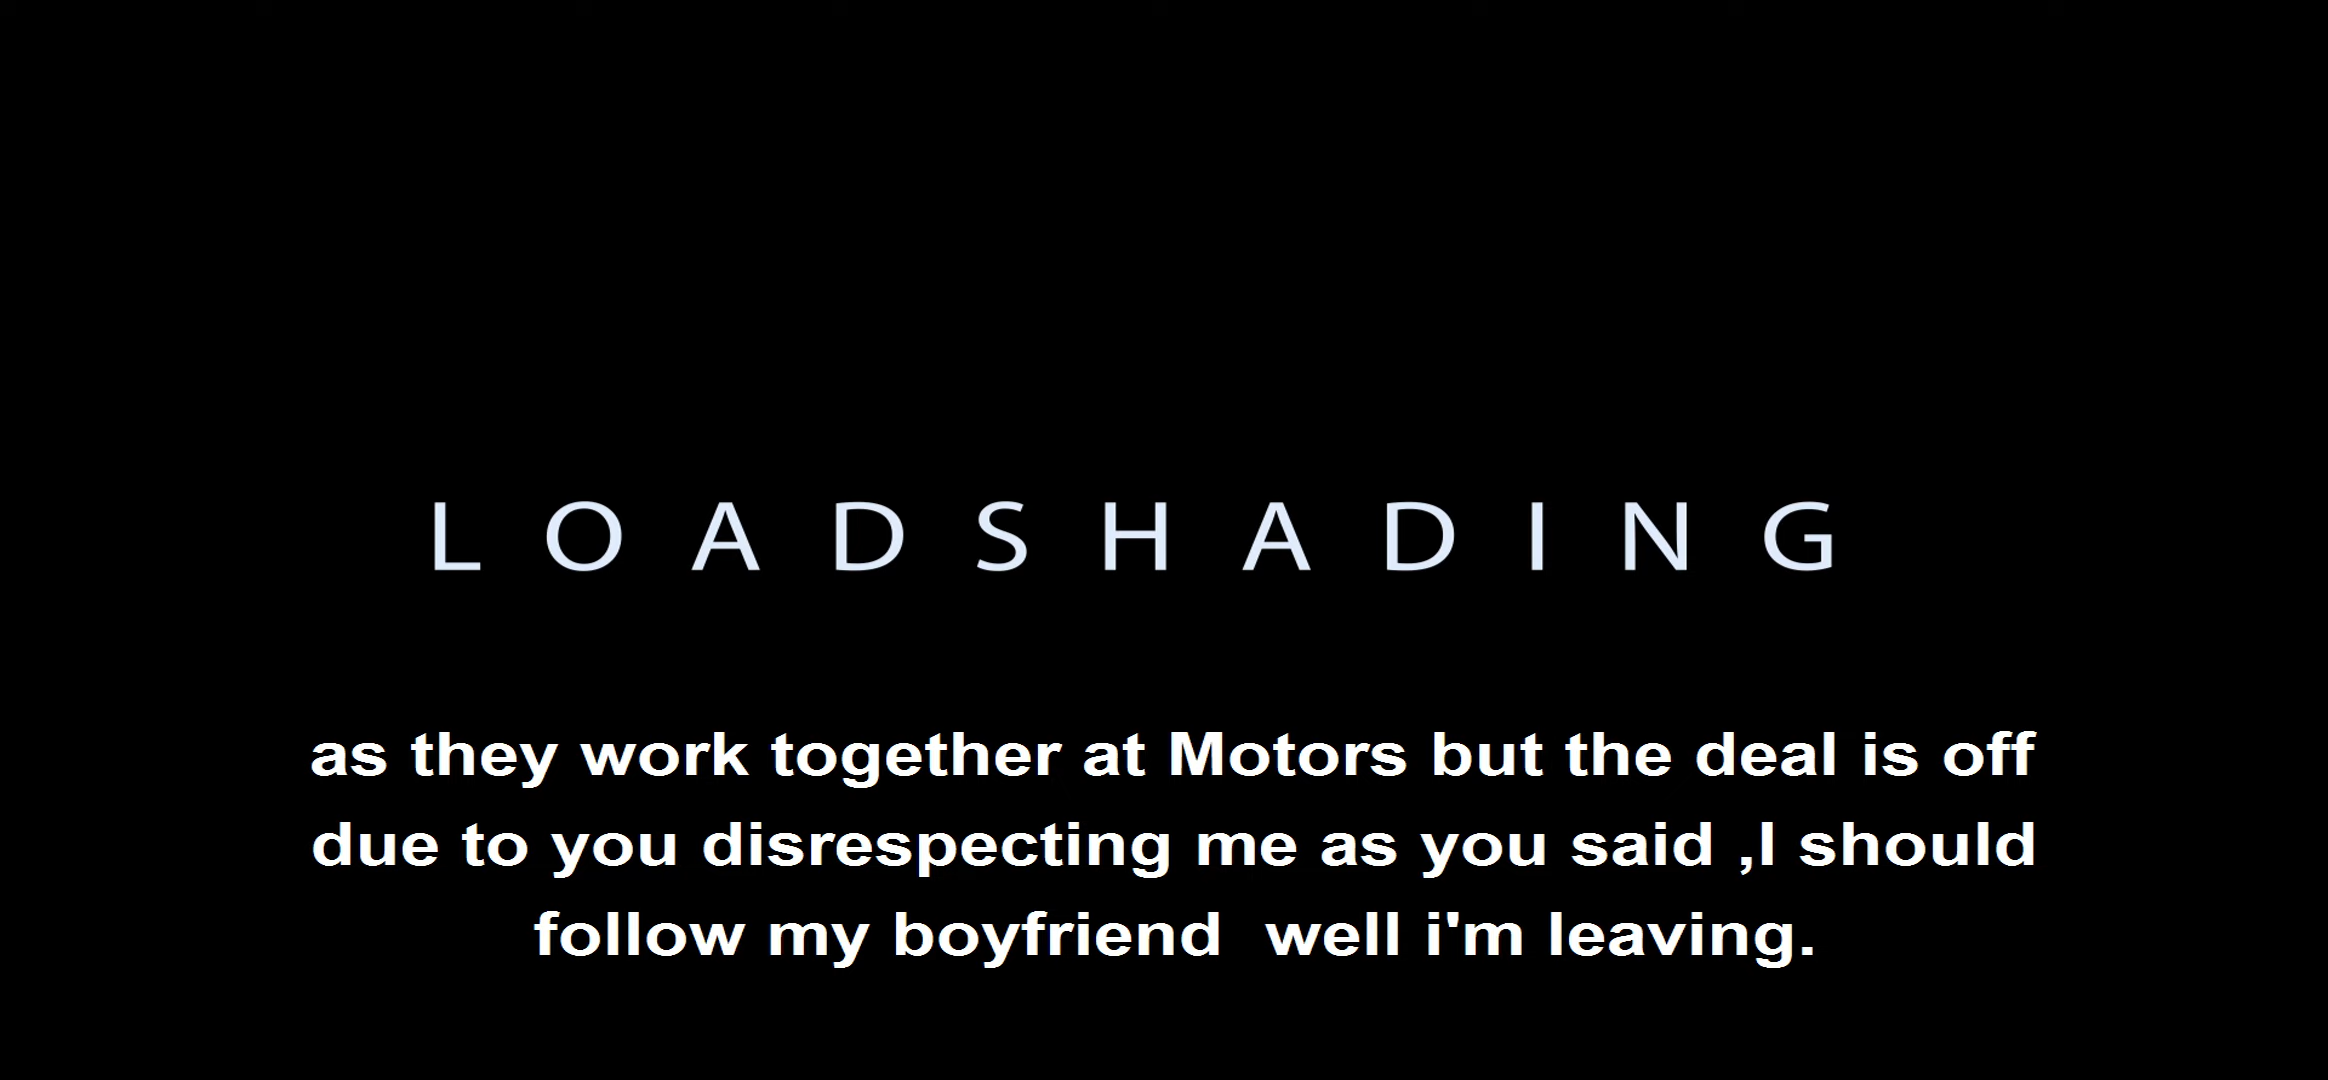 LOADSHADING
as they work together at Motors but the deal is off
due to you disrespecting me as you said ,I should
follow my boyfriend  well i'm leaving.